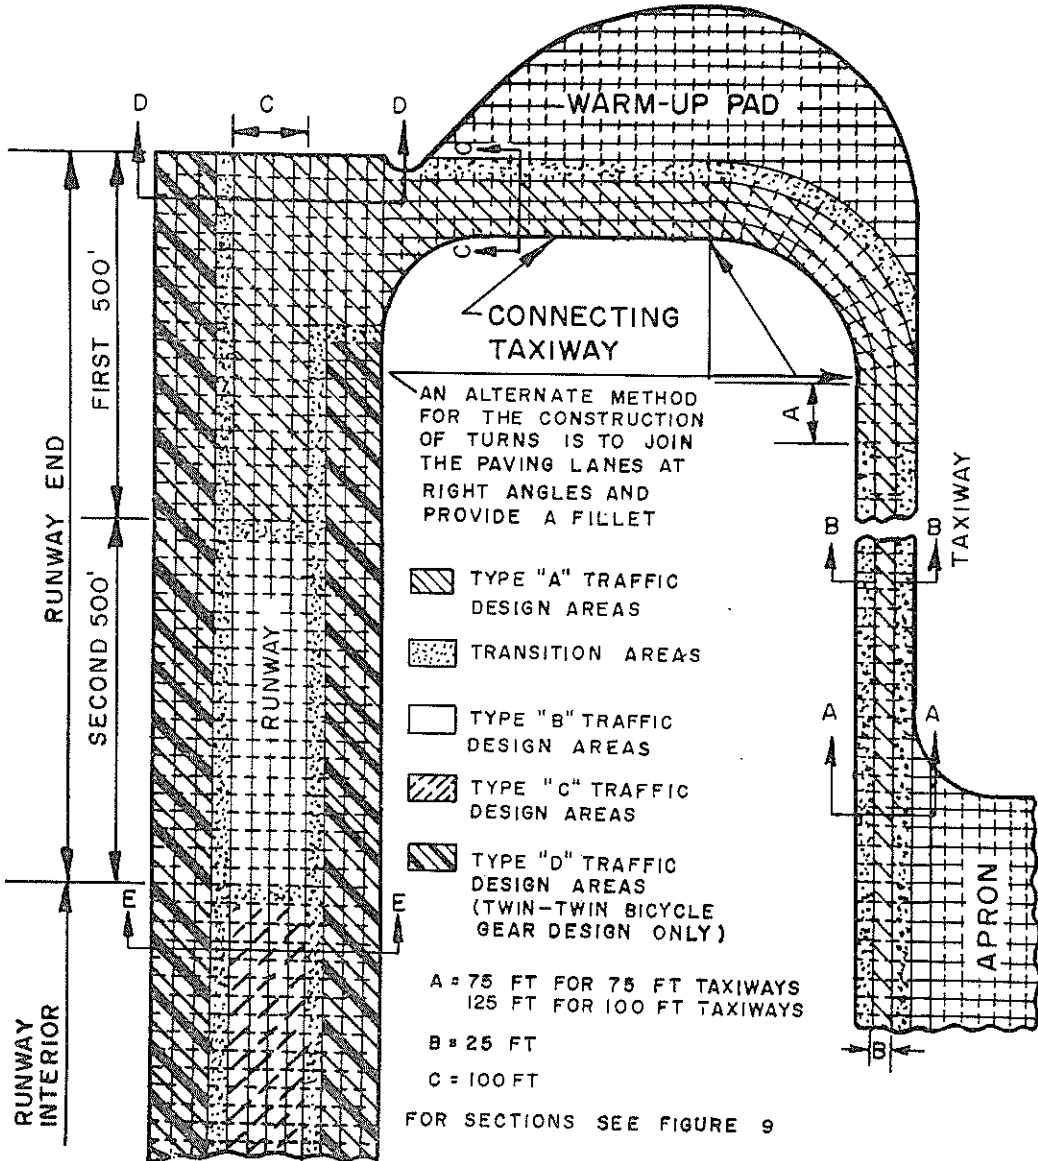 D
C
D
WARM-UP PAD
C
C
CONNECTING
TAXIWAY
FIRST 500'
RUNWAY END
SECOND 500'
RUNWAY
AN ALTERNATE METHOD
FOR THE CONSTRUCTION
OF TURNS IS TO JOIN
THE PAVING LANES AT
RIGHT ANGLES AND
PROVIDE A FILLET
A
TAXIWAY
B
B
TYPE "A" TRAFFIC
DESIGN AREAS
TRANSITION AREAS
TYPE "B" TRAFFIC
DESIGN AREAS
TYPE "C" TRAFFIC
DESIGN AREAS
TYPE "D" TRAFFIC
DESIGN AREAS
(TWIN-TWIN BICYCLE
GEAR DESIGN ONLY)
A
A
E
E
APRON
A = 75 FT FOR 75 FT TAXIWAYS
125 FT FOR 100 FT TAXIWAYS
B = 25 FT
C = 100 FT
B
RUNWAY
INTERIOR
FOR SECTIONS SEE FIGURE 9